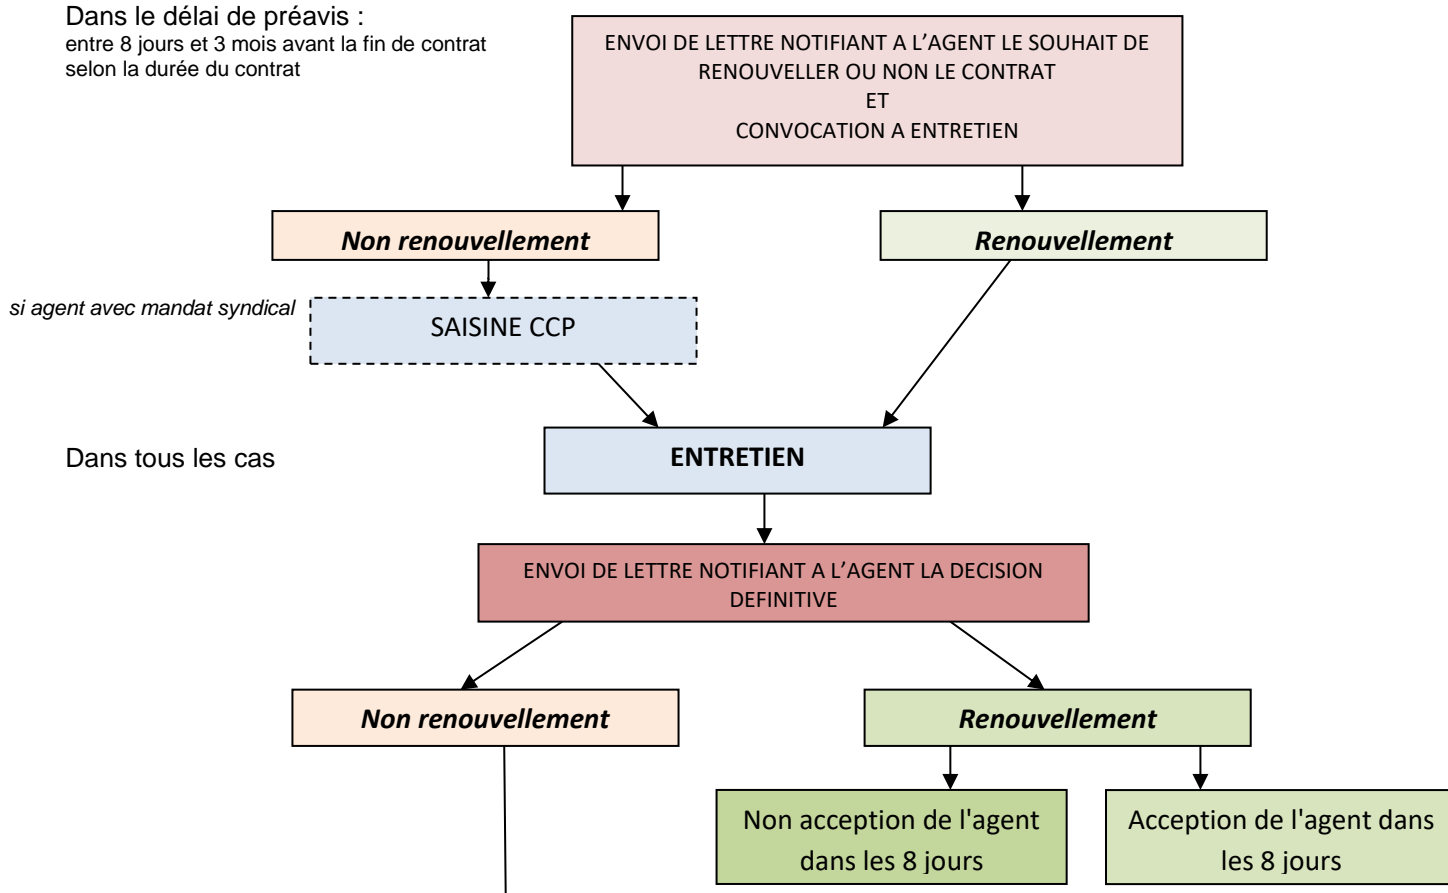 Dans le délai de préavis :
entre 8 jours et 3 mois avant la fin de contrat
selon la durée du contrat
ENVOI DE LETTRE NOTIFIANT A L’AGENT LE SOUHAIT DE
RENOUVELLER OU NON LE CONTRAT
ET
CONVOCATION A ENTRETIEN
Non renouvellement
Renouvellement
si agent avec mandat syndical
SAISINE CCP
Dans tous les cas
ENTRETIEN
ENVOI DE LETTRE NOTIFIANT A L’AGENT LA DECISION
DEFINITIVE
Non renouvellement
Renouvellement
Non acception de l'agent
dans les 8 jours
Acception de l'agent dans
les 8 jours